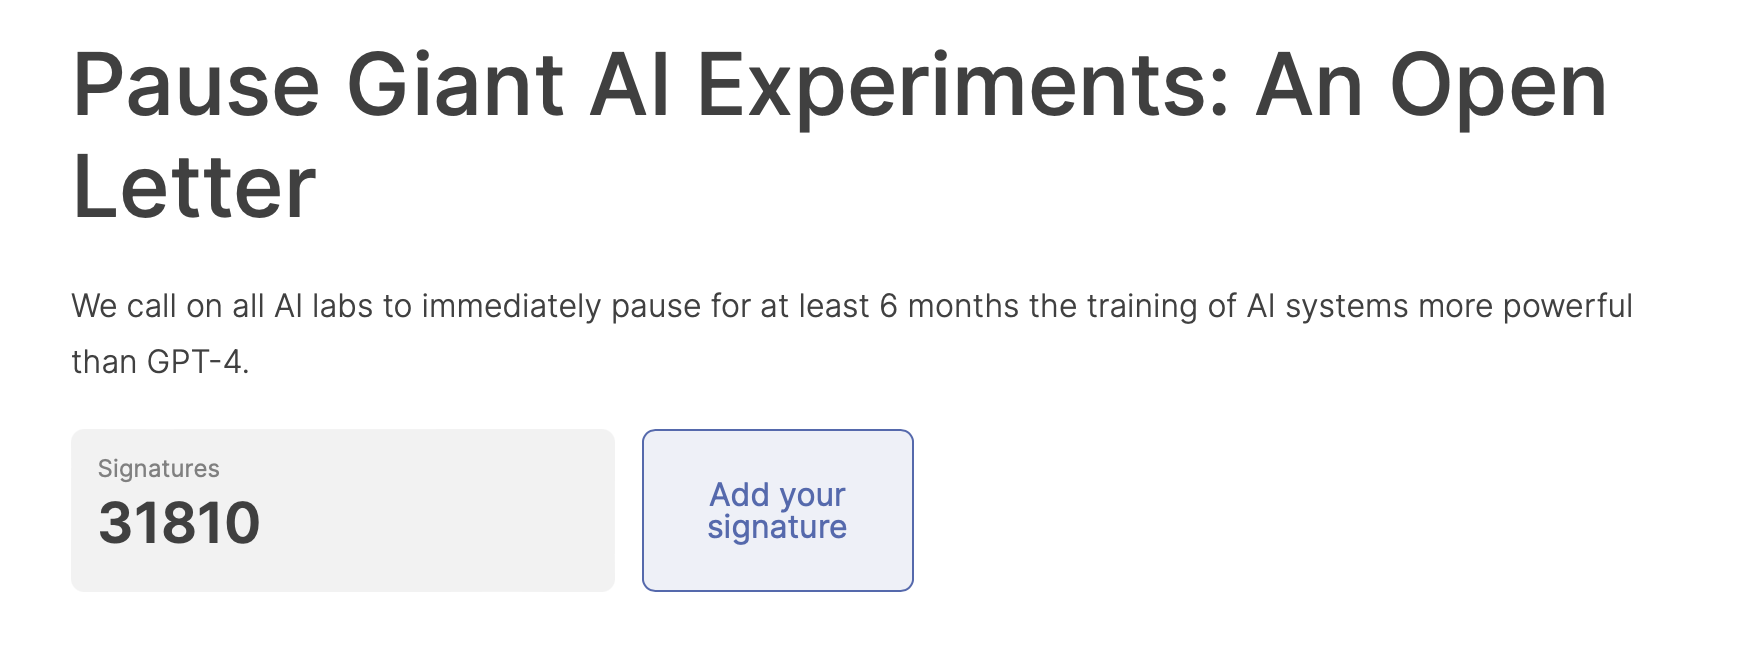 Pause Giant AI Experiments: An Open
Letter
We call on all AI labs to immediately pause for at least 6 months the training of AI systems more powerful
than GPT-4.
Signatures
31810
Add your
signature